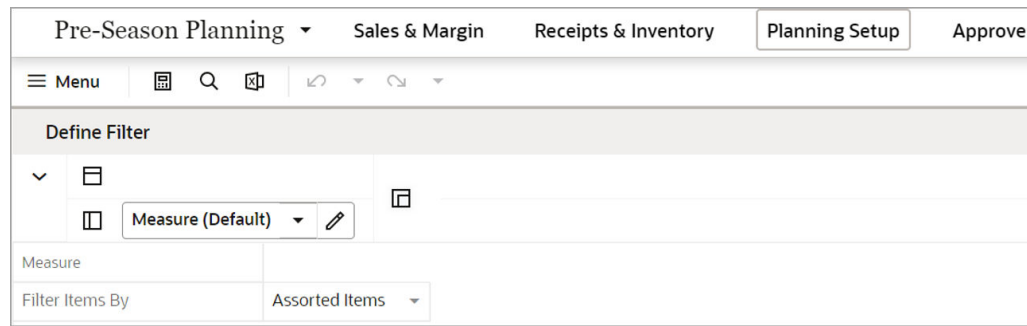 Pre-Season Planning Sales & Margin Receipts & Inventory Planning Setup Approve
Menu
Define Filter
Measure (Default)
Measure
Filter Items By Assorted Items